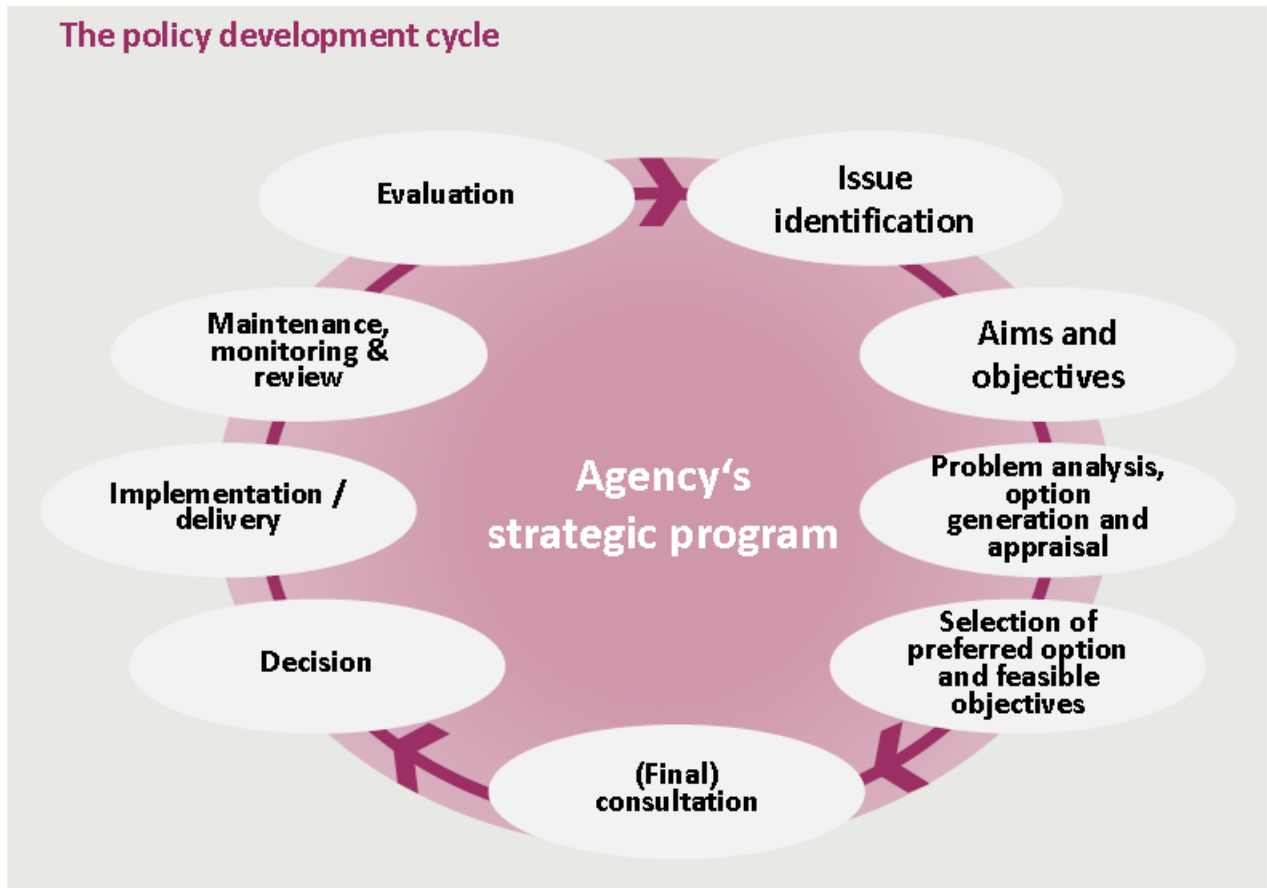 The policy development cycle
Evaluation
Issue
identification
Maintenance,
monitoring &
review
Aims and
objectives
Implementation /
delivery
Agency‘s
strategic program
Problem analysis,
option
generation and
appraisal
Decision
Selection of
preferred option
and feasible
objectives
(Final)
consultation